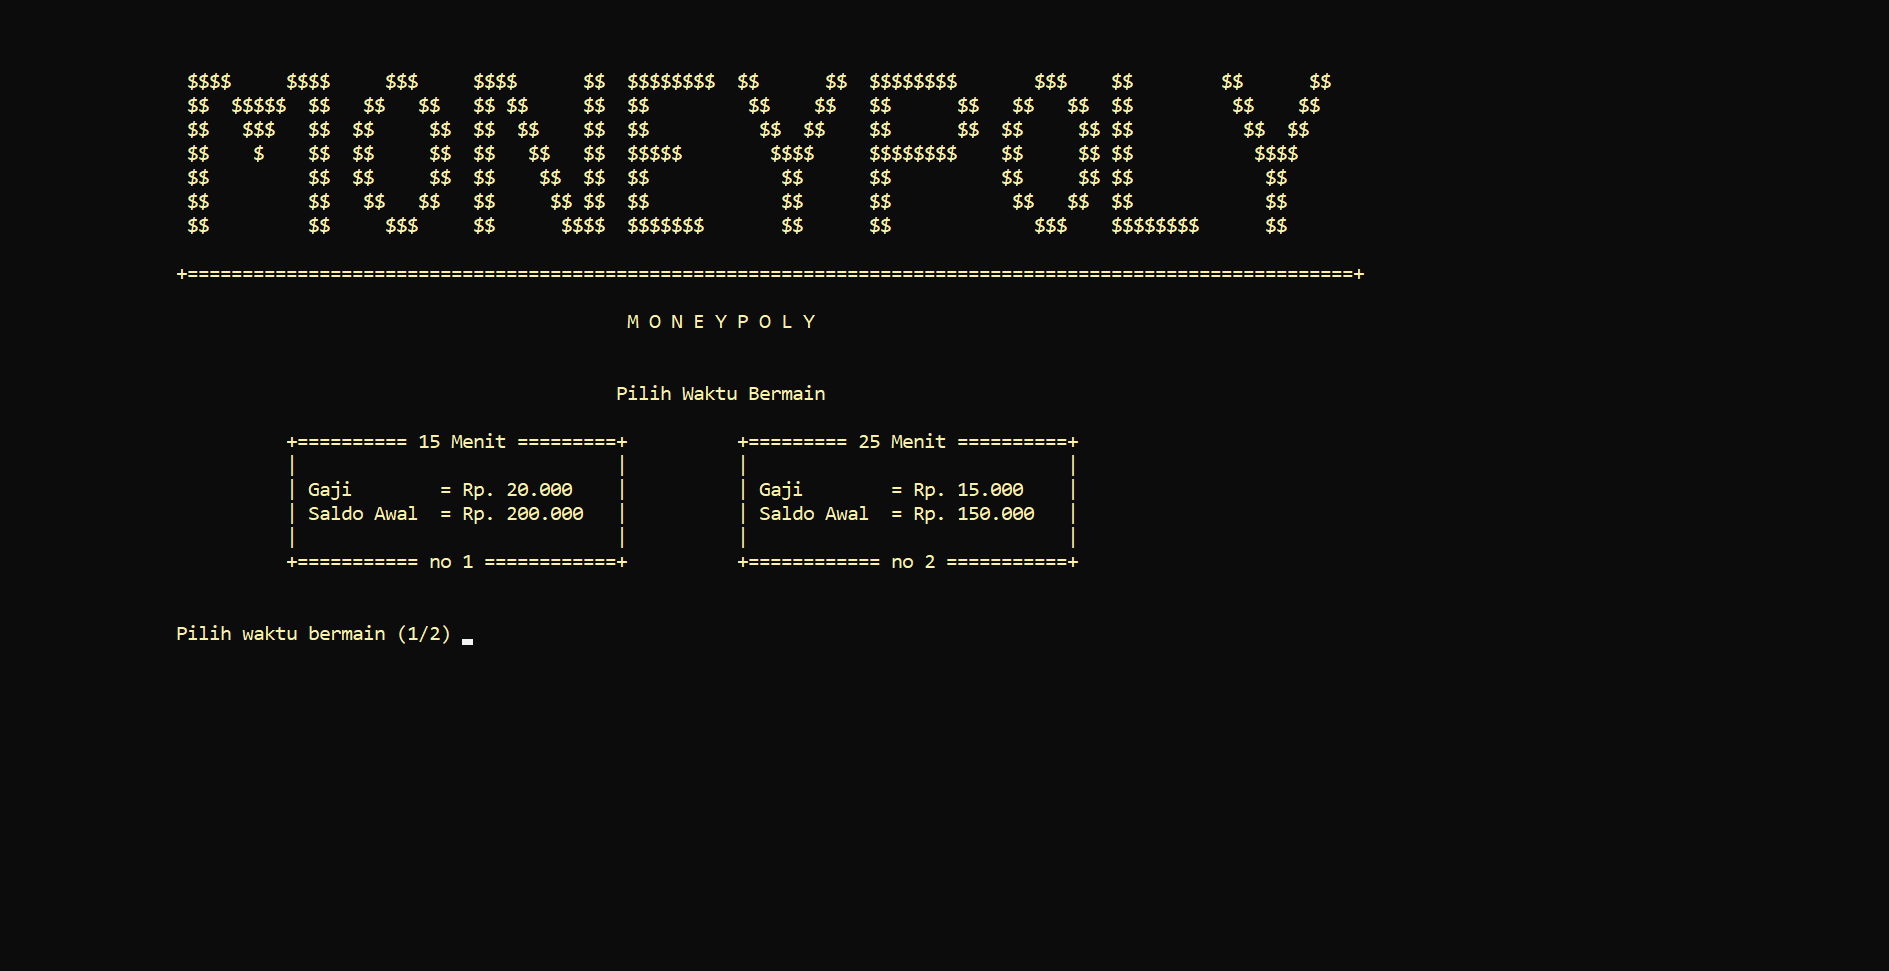 MONEYPOLY
M O N E Y P O L Y
Pilih Waktu Bermain
+========== 15 Menit =========+ +========= 25 Menit ==========+
| Gaji = Rp. 20.000 | | Gaji = Rp. 15.000 |
| Saldo Awal = Rp. 200.000 | | Saldo Awal = Rp. 150.000 |
+=========== no 1 ============+ +============ no 2 ===========+
Pilih waktu bermain (1/2)